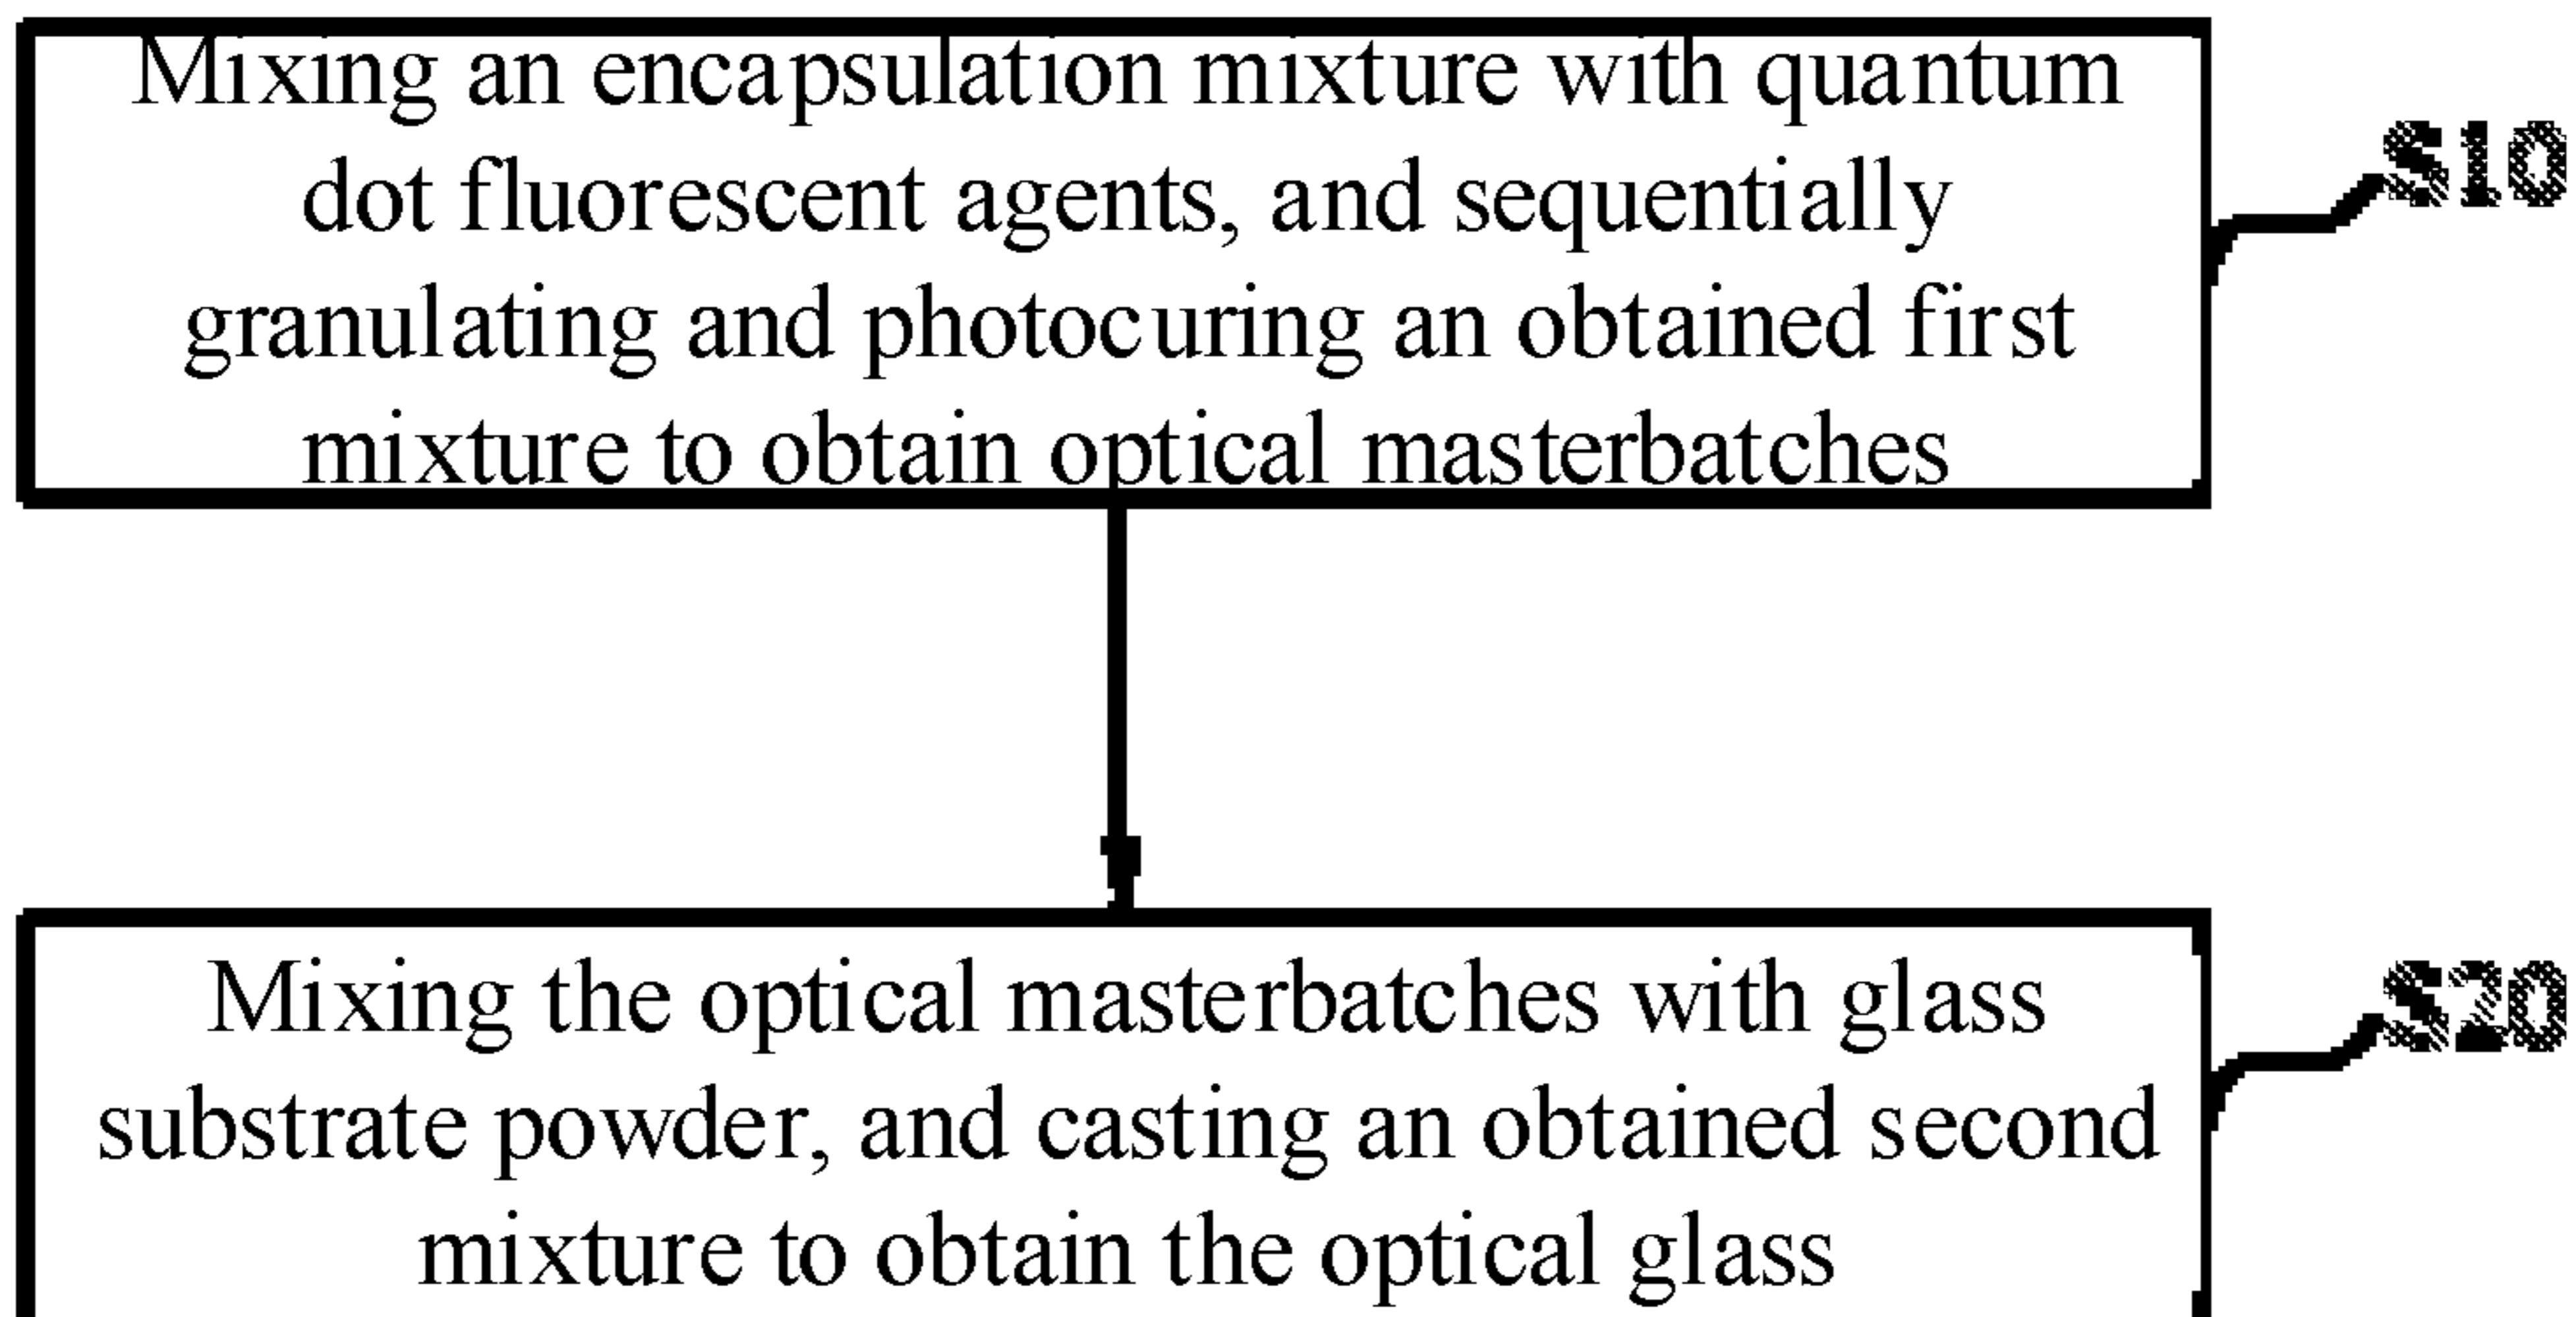 Mixing an encapsulation mixture with quantum
dot fluorescent agents, and sequentially
granulating and photocuring an obtained first
mixture to obtain optical masterbatches
S10
Mixing the optical masterbatches with glass
substrate powder, and casting an obtained second
mixture to obtain the optical glass
S20